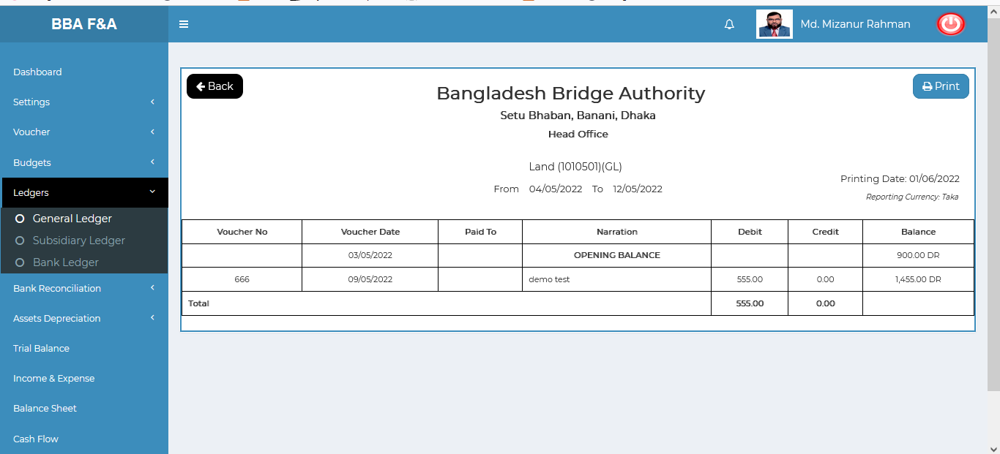 BBA F&A
Md. Mizanur Rahman
Dashboard
Settings
Voucher
Budgets
Ledgers
General Ledger
Subsidiary Ledger
Bank Ledger
Bank Reconciliation
Assets Depreciation
Trial Balance
Income & Expense
Balance Sheet
Cash Flow
Back
Print
Bangladesh Bridge Authority
Setu Bhaban, Banani, Dhaka
Head Office
Land (1010501)(GL)
From 04/05/2022 To 12/05/2022
Printing Date: 01/06/2022
Reporting Currency: Taka
Voucher No Voucher Date Paid To Narration Debit Credit Balance
03/05/2022 OPENING BALANCE 900.00 DR
666 09/05/2022 demo test 555.00 0.00 1,455.00 DR
Total 555.00 0.00